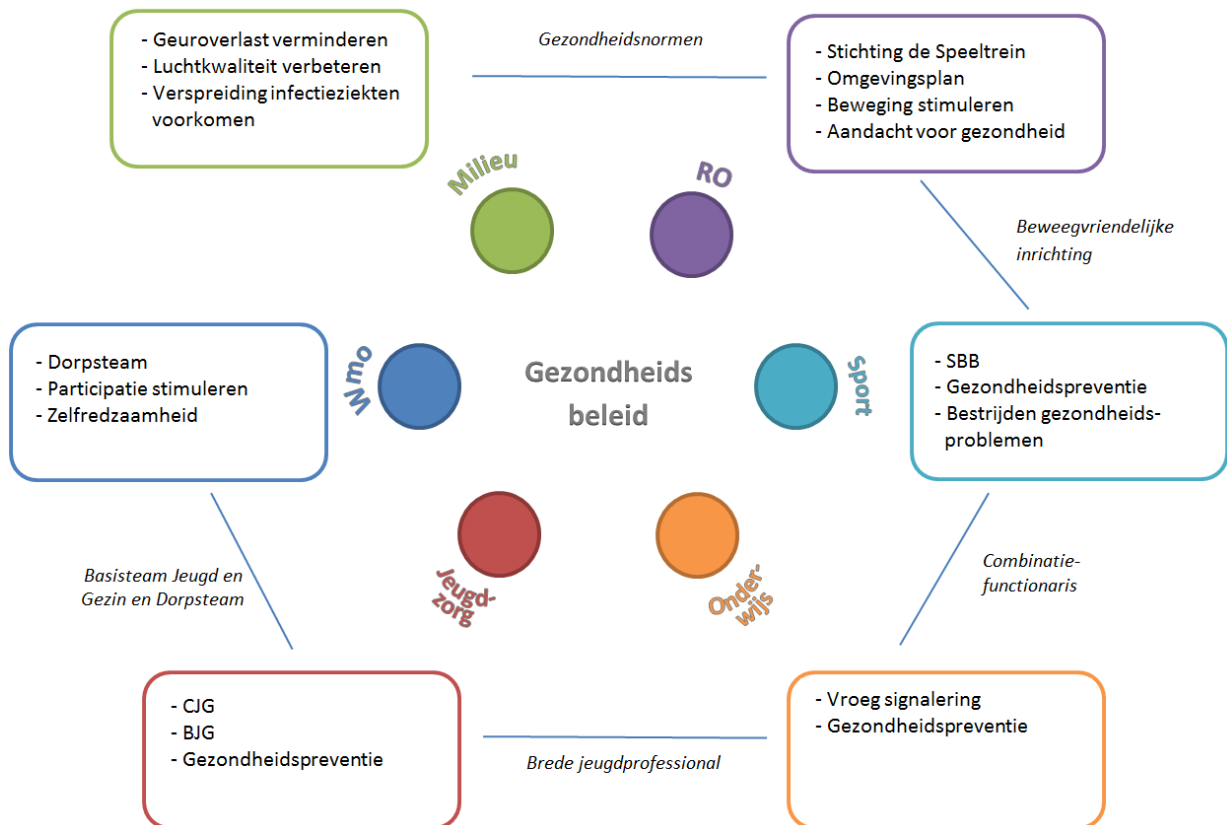 - Geuroverlast verminderen
- Luchtkwaliteit verbeteren
- Verspreiding infectieziekten
voorkomen
Gezondheidsnormen
- Stichting de Speeltrein
- Omgevingsplan
- Beweging stimuleren
- Aandacht voor gezondheid
Milieu
RO
Beweegvriendelijke
inrichting
- Dorpsteam
- Participatie stimuleren
- Zelfredzaamheid
Wmo
Gezondheids
beleid
Sport
- SBB
- Gezondheidspreventie
- Bestrijden gezondheids-
problemen
Basisteam Jeugd en
Gezin en Dorpsteam
Jeugd-
zorg
Onder-
wijs
Combinatie-
functionaris
- CJG
- BJG
- Gezondheidspreventie
Brede jeugdprofessional
- Vroeg signalering
- Gezondheidspreventie